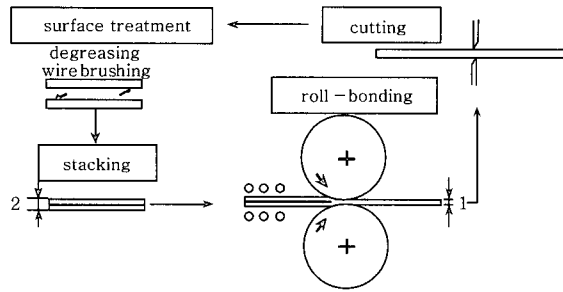 surface treatment
cutting
degreasing
wire brushing
roll-bonding
stacking
2
1